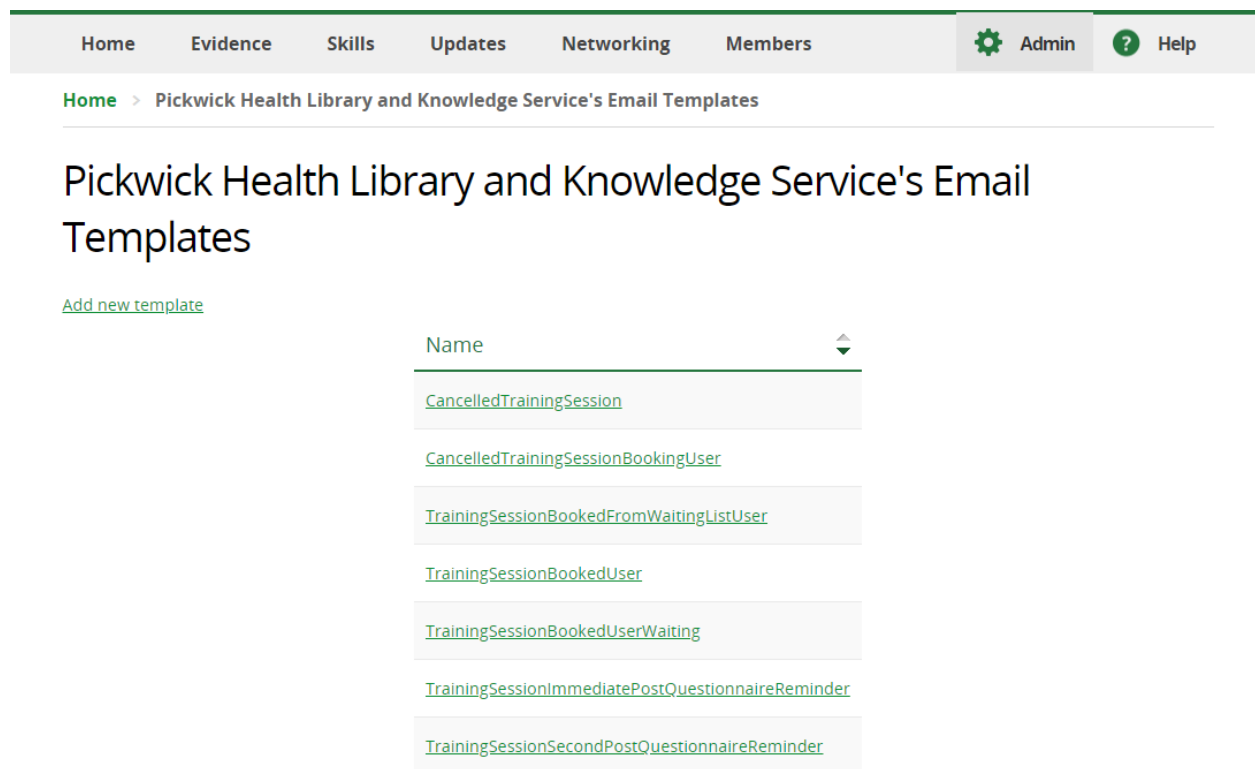 Home Evidence Skills Updates Networking Members Admin ? Help
Home > Pickwick Health Library and Knowledge Service's Email Templates
Pickwick Health Library and Knowledge Service's Email
Templates
Add new template
Name
CancelledTrainingSession
CancelledTrainingSessionBookingUser
TrainingSessionBookedFromWaitingListUser
TrainingSessionBookedUser
TrainingSessionBookedUserWaiting
TrainingSessionImmediatePostQuestionnaireReminder
TrainingSessionSecondPostQuestionnaireReminder